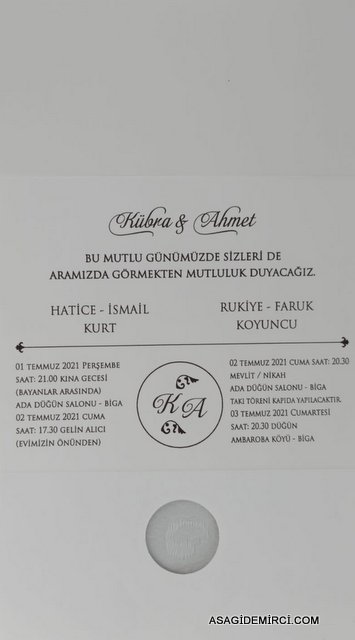 Kübra & Ahmet
BU MUTLU GÜNÜMÜZDE SİZLERİ DE
ARAMIZDA GÖRMEKTEN MUTLULUK DUYACAĞIZ.
HATİCE - İSMAİL
KURT
RUKİYE - FARUK
KOYUNCU
01 TEMMUZ 2021 PERŞEMBE
SAAT: 21.00 KINA GECESİ
(BAYANLAR ARASINDA)
ADA DÜĞÜN SALONU - BİGA
02 TEMMUZ 2021 CUMA
SAAT: 17.30 GELİN ALICI
(EVİMİZİN ÖNÜNDEN)
K A
02 TEMMUZ 2021 CUMA SAAT: 20.30
MEVLİT / NİKAH
ADA DÜĞÜN SALONU - BİGA
TAKI TÖRENİ KAPIDA YAPILACAKTIR
03 TEMMUZ 2021 CUMARTESİ
SAAT: 20.30 DÜĞÜN
AMBAROBA KÖYÜ - BİGA
ASAGİDEMİRCİ.COM